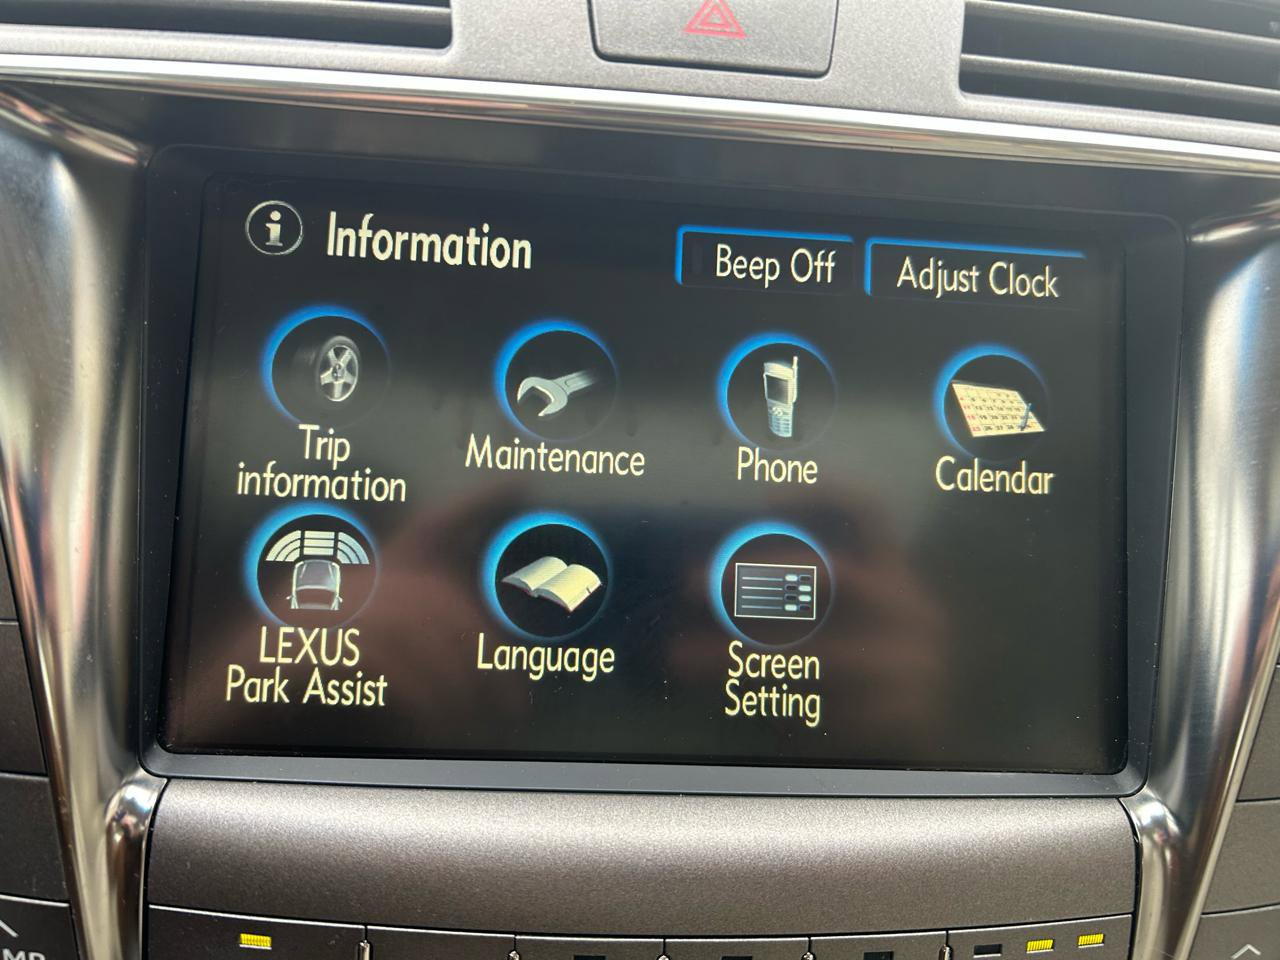 Information
Beep Off
Adjust Clock
Trip
information
Maintenance
Phone
Calendar
LEXUS
Park Assist
Language
Screen
Setting